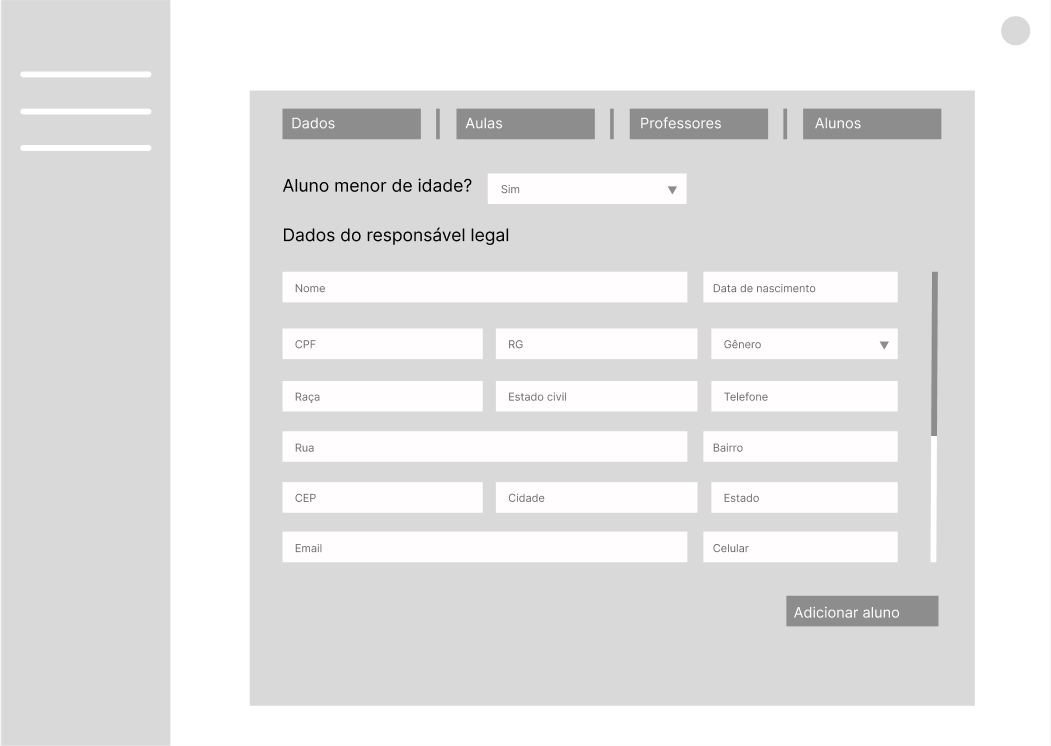 Dados
Aulas
Professores
Alunos
Aluno menor de idade?
Sim
Dados do responsável legal
Nome
Data de nascimento
CPF
RG
Gênero
Raça
Estado civil
Telefone
Rua
Bairro
CEP
Cidade
Estado
Email
Celular
Adicionar aluno